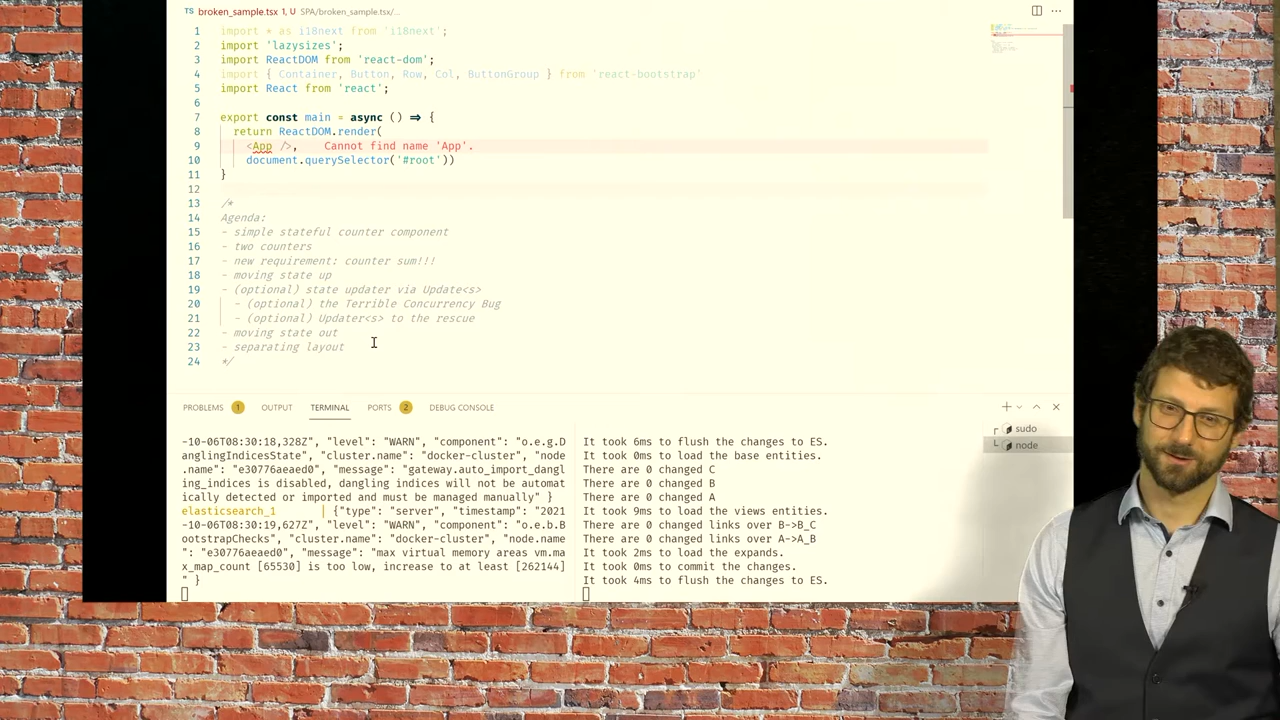 TS broken_sample.tsx 1, U SPA/broken_sample.tsx/...
1 import * as i18next from 'i18next';
2 import 'lazysizes';
3 import ReactDOM from 'react-dom';
4 import { Container, Button, Row, Col, ButtonGroup } from 'react-bootstrap'
5 import React from 'react';
6
7 export const main = async () => {
8 return ReactDOM.render(
9 <App />, Cannot find name 'App'.
10 document.querySelector('#root'))
11 }
12
13 /*
14 Agenda:
15 - simple stateful counter component
16 - two counters
17 - new requirement: counter sum!!!
18 - moving state up
19 - (optional) state updater via Update<s>
20 - (optional) the Terrible Concurrency Bug
21 - (optional) Updater<s> to the rescue
22 - moving state out
23 - separating layout
24 */
PROBLEMS 1 OUTPUT TERMINAL PORTS 2 DEBUG CONSOLE
-10-06T08:30:18,328Z", "level": "WARN", "component": "o.e.g.D
anglingIndicesState", "cluster.name": "docker-cluster", "node
.name": "e30776aeaed0", "message": "gateway.auto_import_dangl
ing_indices is disabled, dangling indices will not be automat
ically detected or imported and must be managed manually" }
elasticsearch_1 | {"type": "server", "timestamp": "2021
-10-06T08:30:19,627Z", "level": "WARN", "component": "o.e.b.B
ootstrapChecks", "cluster.name": "docker-cluster", "node.name
": "e30776aeaed0", "message": "max virtual memory areas vm.ma
x_map_count [65530] is too low, increase to at least [262144]
" }
It took 6ms to flush the changes to ES.
It took 0ms to load the base entities.
There are 0 changed C
There are 0 changed B
There are 0 changed A
It took 9ms to load the views entities.
There are 0 changed links over B->B_C
There are 0 changed links over A->A_B
It took 2ms to load the expands.
It took 0ms to commit the changes.
It took 4ms to flush the changes to ES.
sudo
node